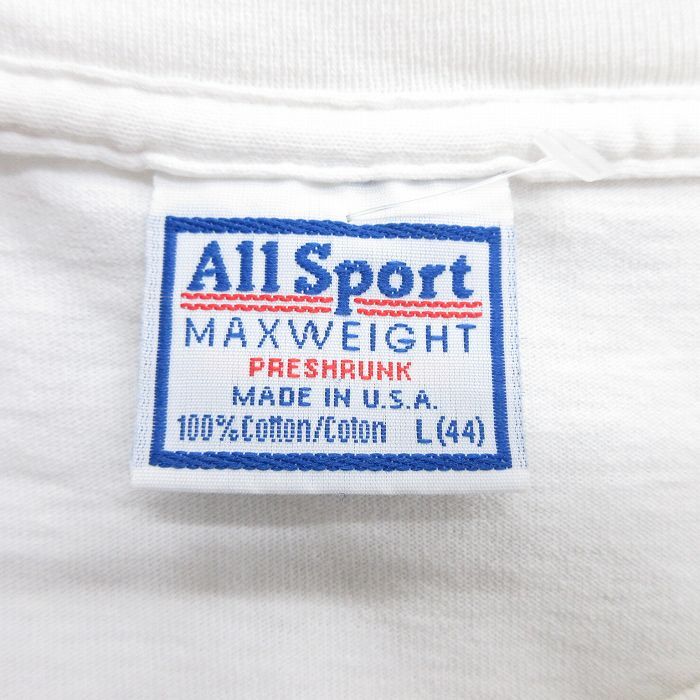 All Sport
MAXWEIGHT
PRESHRUNK
MADE IN U.S.A.
100% Cotton/Coton L (44)